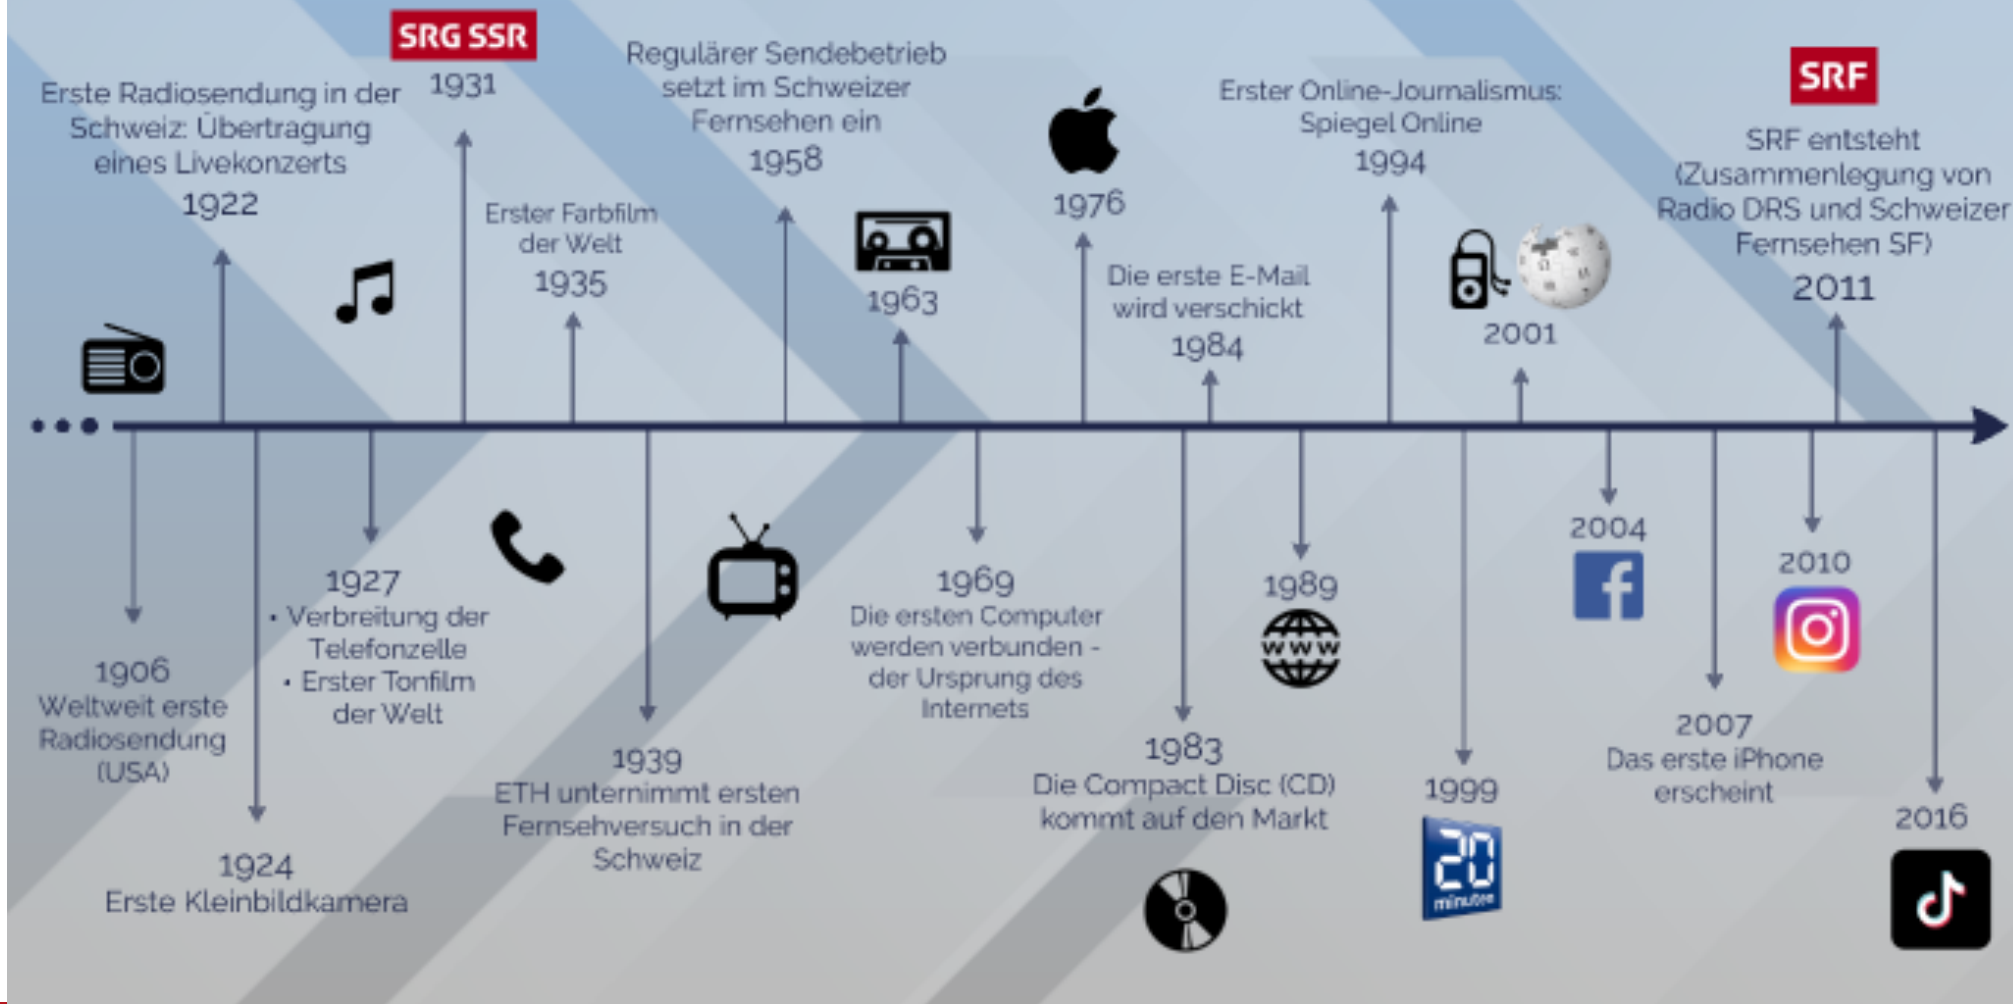 SRG SSR
1931
Erste Radiosendung in der
Schweiz: Übertragung
eines Livekonzerts
1922
Erster Farbfilm
der Welt
1935
Regulärer Sendebetrieb
setzt im Schweizer
Fernsehen ein
1958
1963
1976
Die erste E-Mail
wird verschickt
1984
Erster Online-Journalismus:
Spiegel Online
1994
2001
SRF
SRF entsteht
(Zusammenlegung von
Radio DRS und Schweizer
Fernsehen SF)
2011
1906
Weltweit erste
Radiosendung
(USA)
1924
Erste Kleinbildkamera
1927
• Verbreitung der
Telefonzelle
• Erster Tonfilm
der Welt
1939
ETH unternimmt ersten
Fernsehversuch in der
Schweiz
1969
Die ersten Computer
werden verbunden -
der Ursprung des
Internets
1983
Die Compact Disc (CD)
kommt auf den Markt
1989
www
1999
20
minuten
2004
f
2007
Das erste iPhone
erscheint
2010
2016